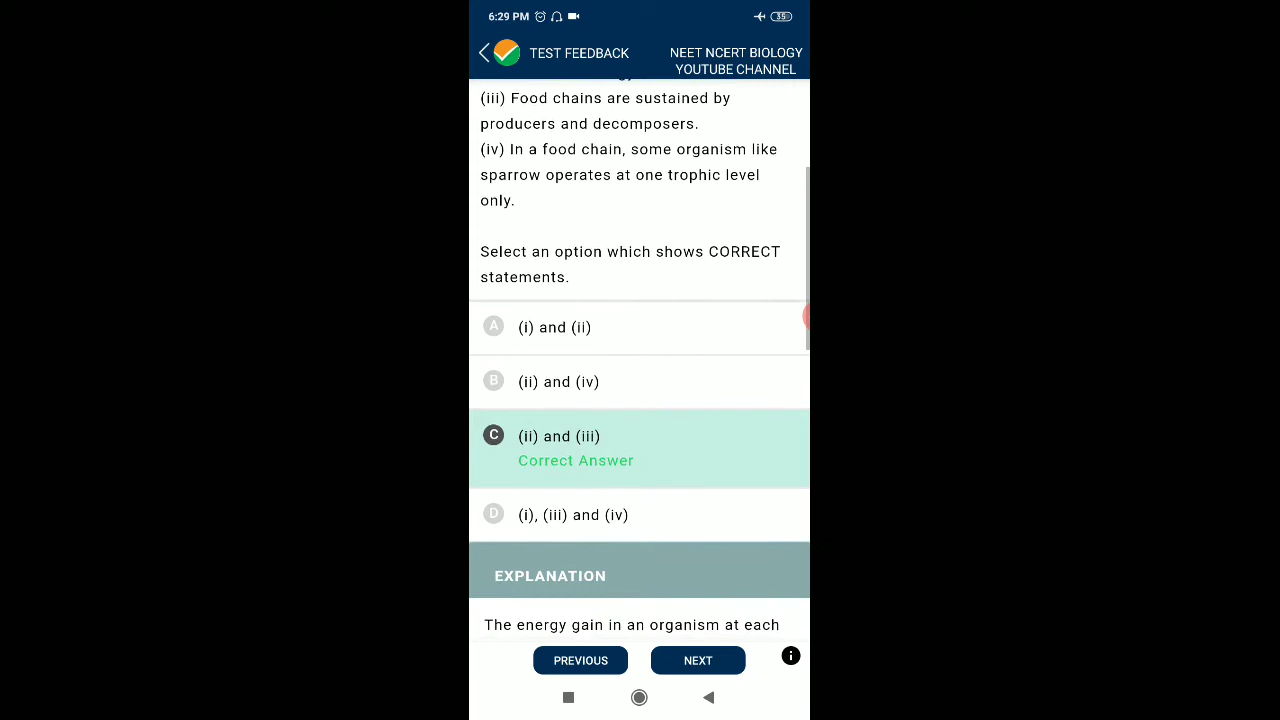 6:29 PM
35
TEST FEEDBACK
NEET NCERT BIOLOGY
YOUTUBE CHANNEL
(iii) Food chains are sustained by
producers and decomposers.
(iv) In a food chain, some organism like
sparrow operates at one trophic level
only.
Select an option which shows CORRECT
statements.
A (i) and (ii)
B (ii) and (iv)
C (ii) and (iii)
Correct Answer
D (i), (iii) and (iv)
EXPLANATION
The energy gain in an organism at each
PREVIOUS
NEXT